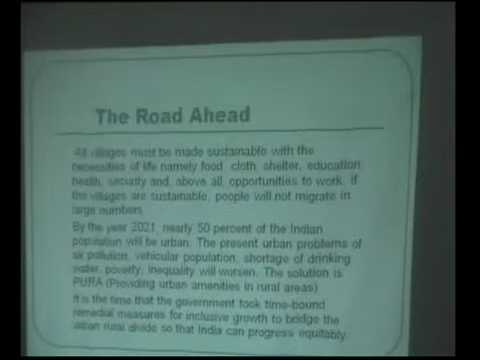 The Road Ahead
All villages must be made sustainable with the
necessities of life namely food, cloth, shelter, education,
health, security and, above all, opportunities to work. If
the villages are sustainable, people will not migrate in
large numbers.
By the year 2021, nearly 50 percent of the Indian
population will be urban. The present urban problems of
air pollution, vehicular population, shortage of drinking
water, poverty, inequality will worsen. The solution is
PURA (Providing urban amenities in rural areas)
It is the time that the government took time-bound
remedial measures for inclusive growth to bridge the
urban rural divide so that India can progress equitably